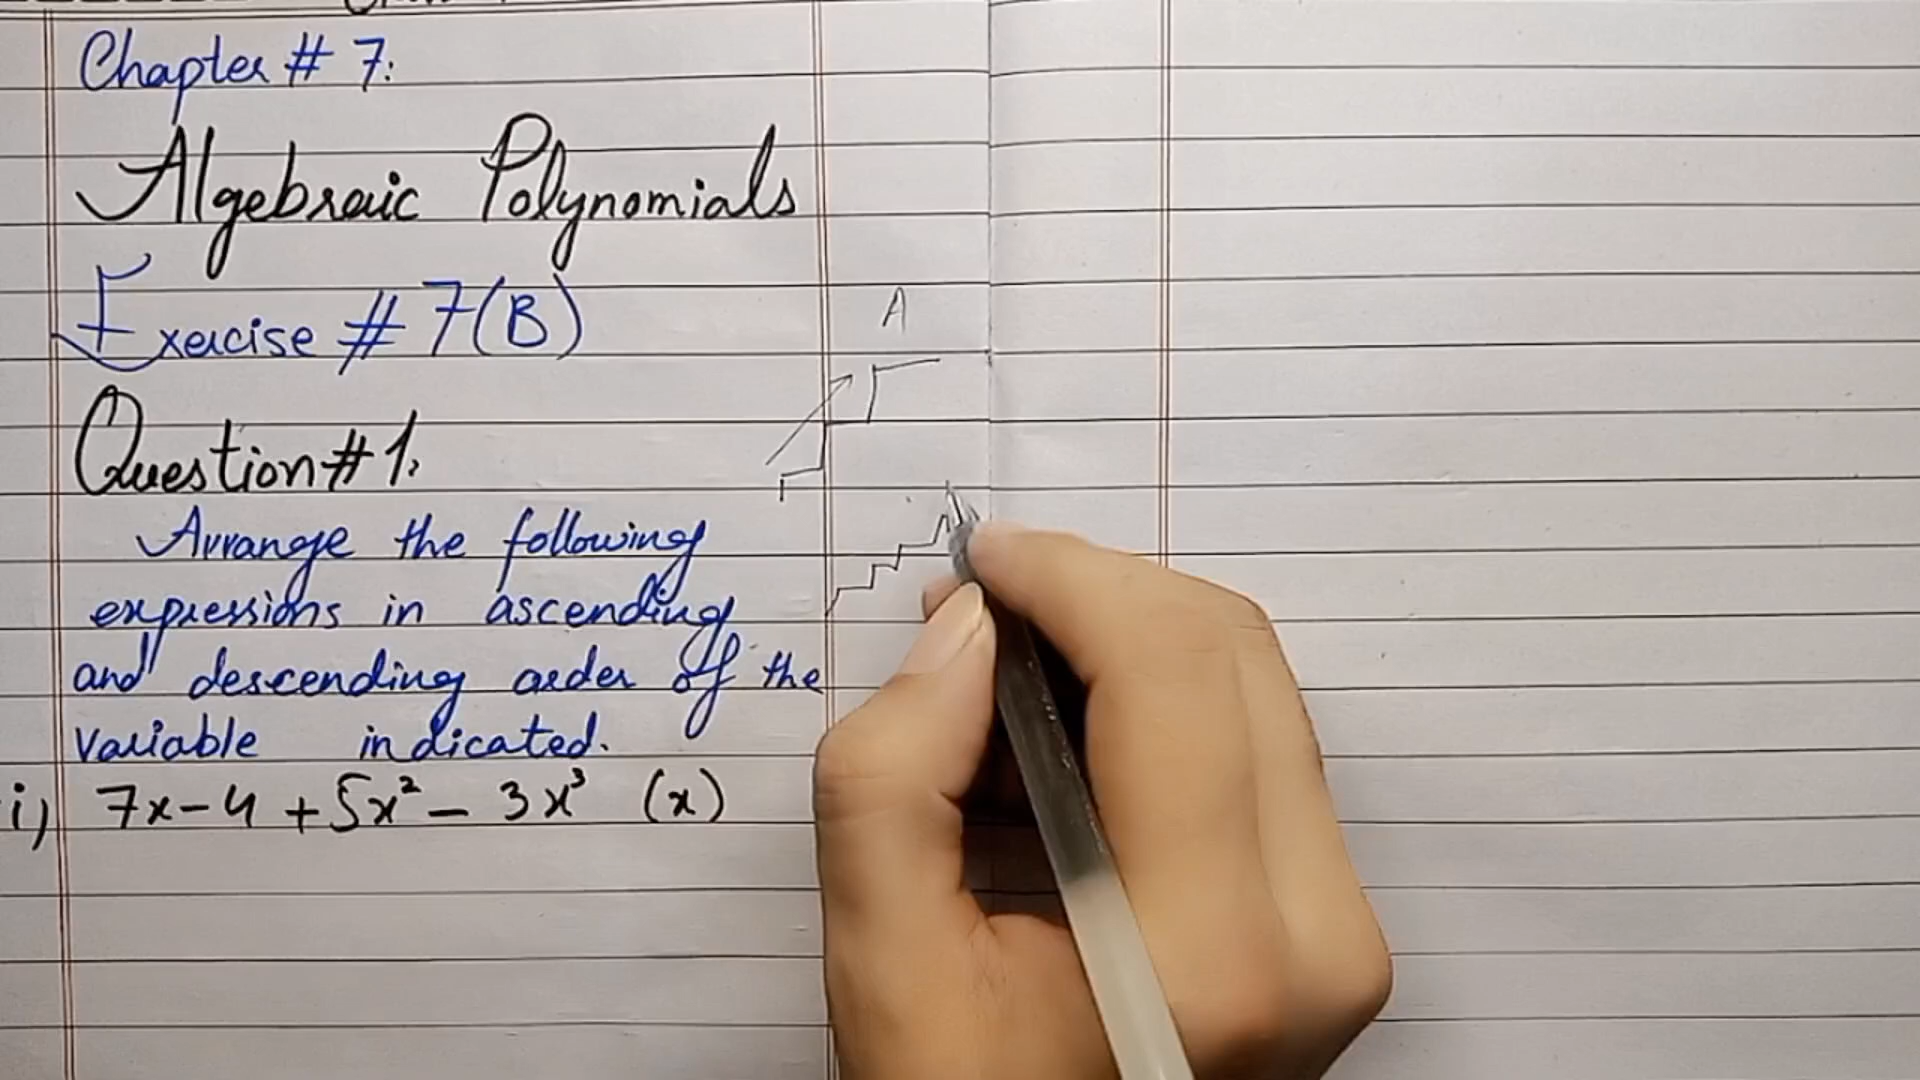 Chapter # 7:
Algebraic Polynomials
Exercise # 7(B)
A
Question #1:
Arrange the following
expressions in ascending
and descending order of the
variable indicated.
i) 7x - 4 + 5x² - 3x³ (x)